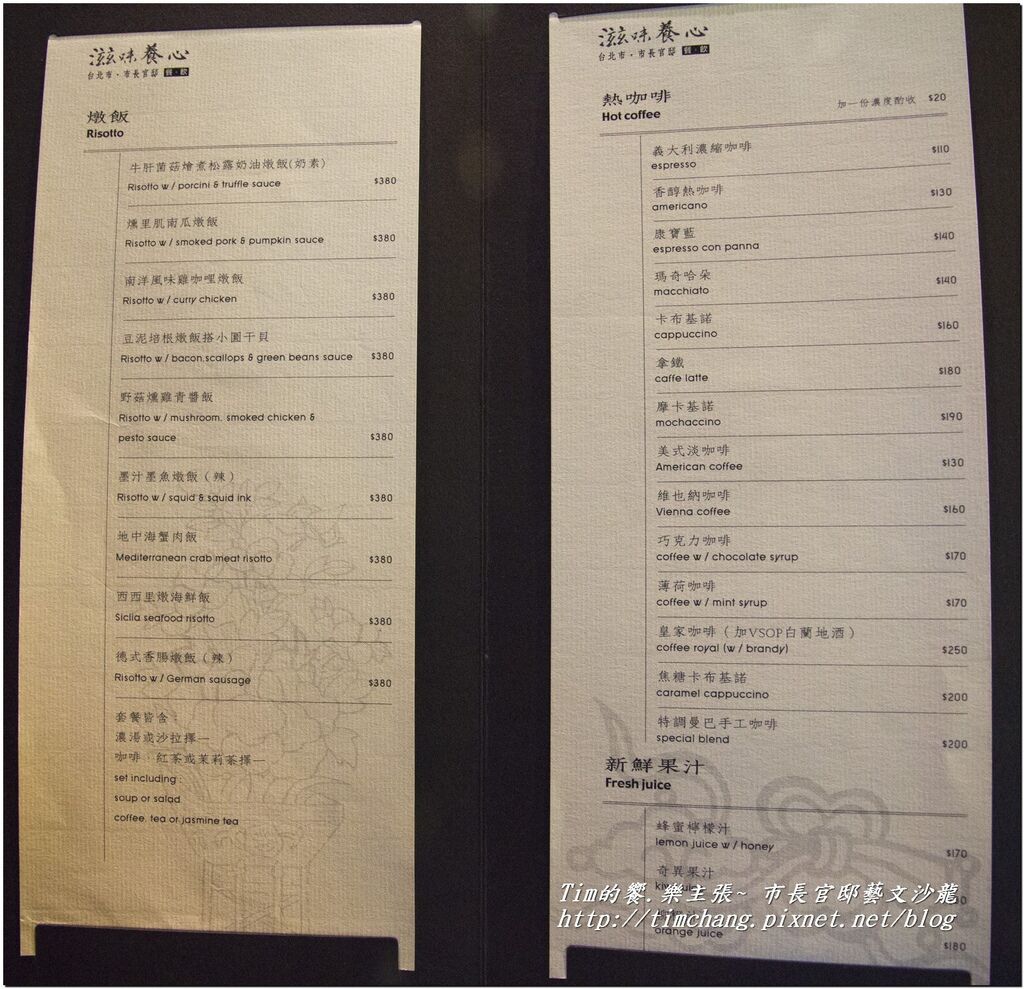 滋味養心
台北市・市長官邸 餐・飲
燉飯
Risotto
牛肝菌菇燴煮松露奶油燉飯(奶素)
Risotto w / porcini & truffle sauce $380
燻里肌南瓜燉飯
Risotto w / smoked pork & pumpkin sauce $380
南洋風味雞咖哩燉飯
Risotto w / curry chicken $380
豆泥培根燉飯搭小圓干貝
Risotto w / bacon,scallops & green beans sauce $380
野菇燻雞青醬飯
Risotto w / mushroom, smoked chicken &
pesto sauce $380
墨汁墨魚燉飯（辣）
Risotto w / squid & squid ink $380
地中海蟹肉飯
Mediterranean crab meat risotto $380
西西里燉海鮮飯
Sicila seafood risotto $380
德式香腸燉飯（辣）
Risotto w / German sausage $380
套餐皆含：
濃湯或沙拉擇一
咖啡、紅茶或茉莉茶擇一
set including :
soup or salad
coffee, tea or jasmine tea
滋味養心
台北市・市長官邸 餐・飲
熱咖啡 加一份濃度酌收 $20
Hot coffee
義大利濃縮咖啡 $110
espresso
香醇熱咖啡 $130
americano
康寶藍 $140
espresso con panna
瑪奇哈朵 $140
macchiato
卡布基諾 $160
cappuccino
拿鐵 $180
caffe latte
摩卡基諾 $190
mochaccino
美式淡咖啡 $130
American coffee
維也納咖啡 $160
Vienna coffee
巧克力咖啡 $170
coffee w / chocolate syrup
薄荷咖啡 $170
coffee w / mint syrup
皇家咖啡（加VSOP白蘭地酒） $250
coffee royal (w / brandy)
焦糖卡布基諾 $200
caramel cappuccino
特調曼巴手工咖啡 $200
special blend
新鮮果汁
Fresh juice
蜂蜜檸檬汁 $170
lemon juice w / honey
奇異果汁
Tim的饗.樂主張~ 市長官邸藝文沙龍
http://timchang.pixnet.net/blog
orange juice $180